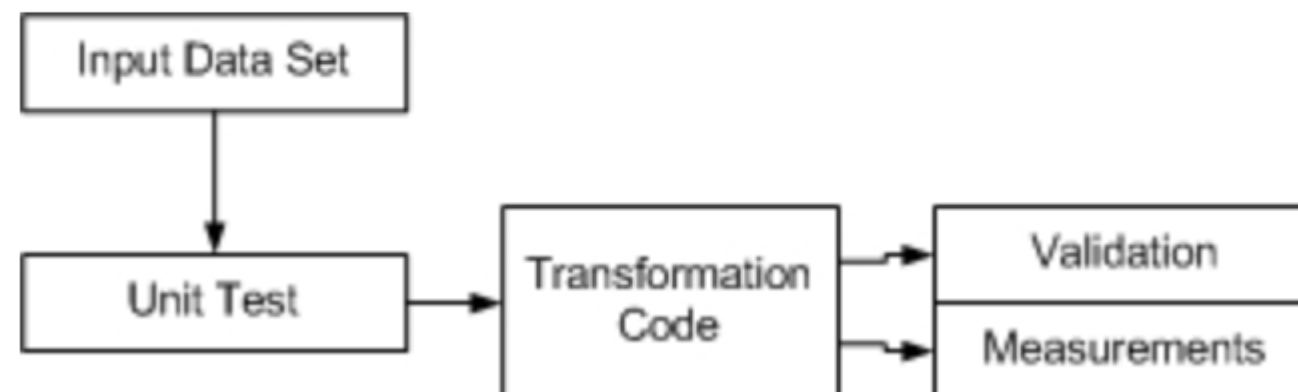 Input Data Set
Unit Test
Transformation
Code
Validation
Measurements